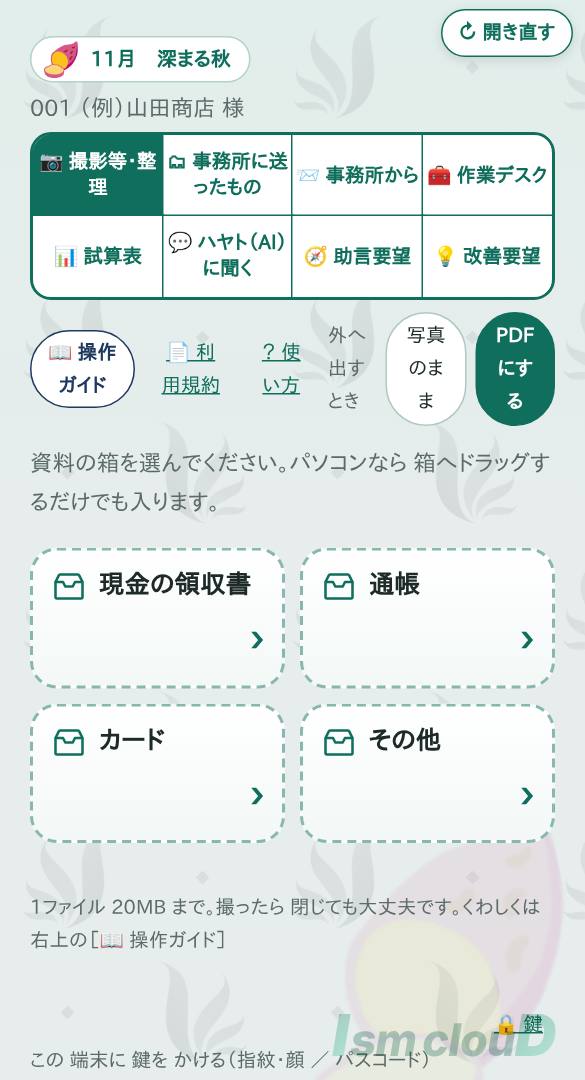 開き直す
11月　深まる秋
001 （例）山田商店 様
撮影等・整理
事務所に送ったもの
事務所から
作業デスク
試算表
ハヤト（AI）に聞く
助言要望
改善要望
操作ガイド
利用規約
? 使い方
外へ出すとき
写真のまま
PDFにする
資料の箱を選んでください。パソコンなら 箱へドラッグす
るだけでも入ります。
現金の領収書
通帳
カード
その他
1ファイル 20MB まで。撮ったら 閉じても大丈夫です。くわしくは
右上の［📖 操作ガイド］
鍵
Ism clouD
この 端末に 鍵を かける（指紋・顔 ／ パスコード）